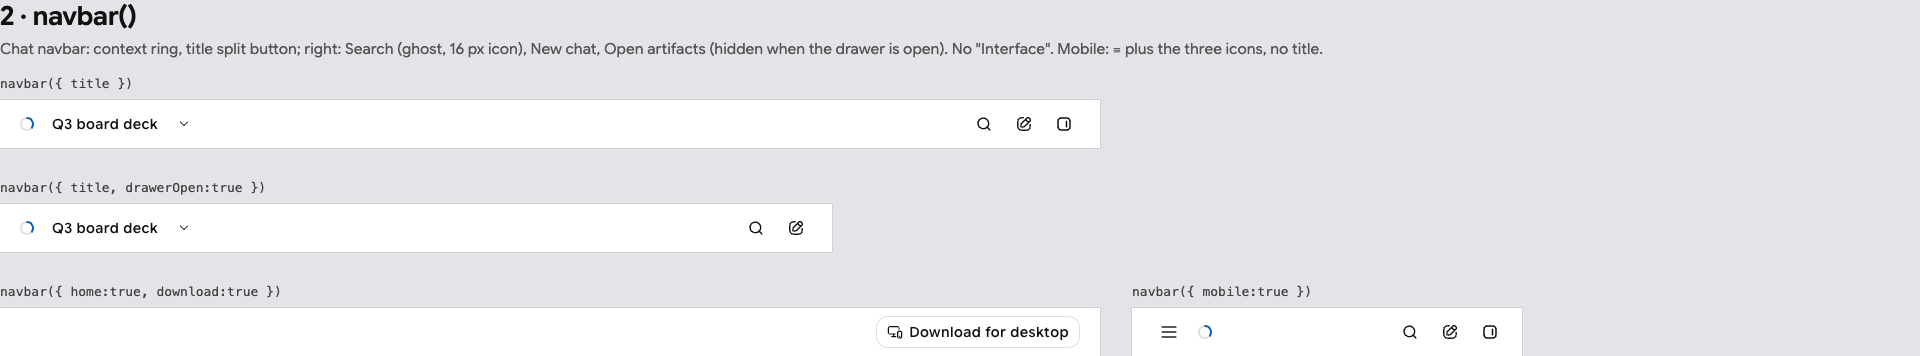 2 · navbar()
Chat navbar: context ring, title split button; right: Search (ghost, 16 px icon), New chat, Open artifacts (hidden when the drawer is open). No "Interface". Mobile: = plus the three icons, no title.
navbar({ title })
Q3 board deck
navbar({ title, drawerOpen:true })
Q3 board deck
navbar({ home:true, download:true })
navbar({ mobile:true })
Download for desktop